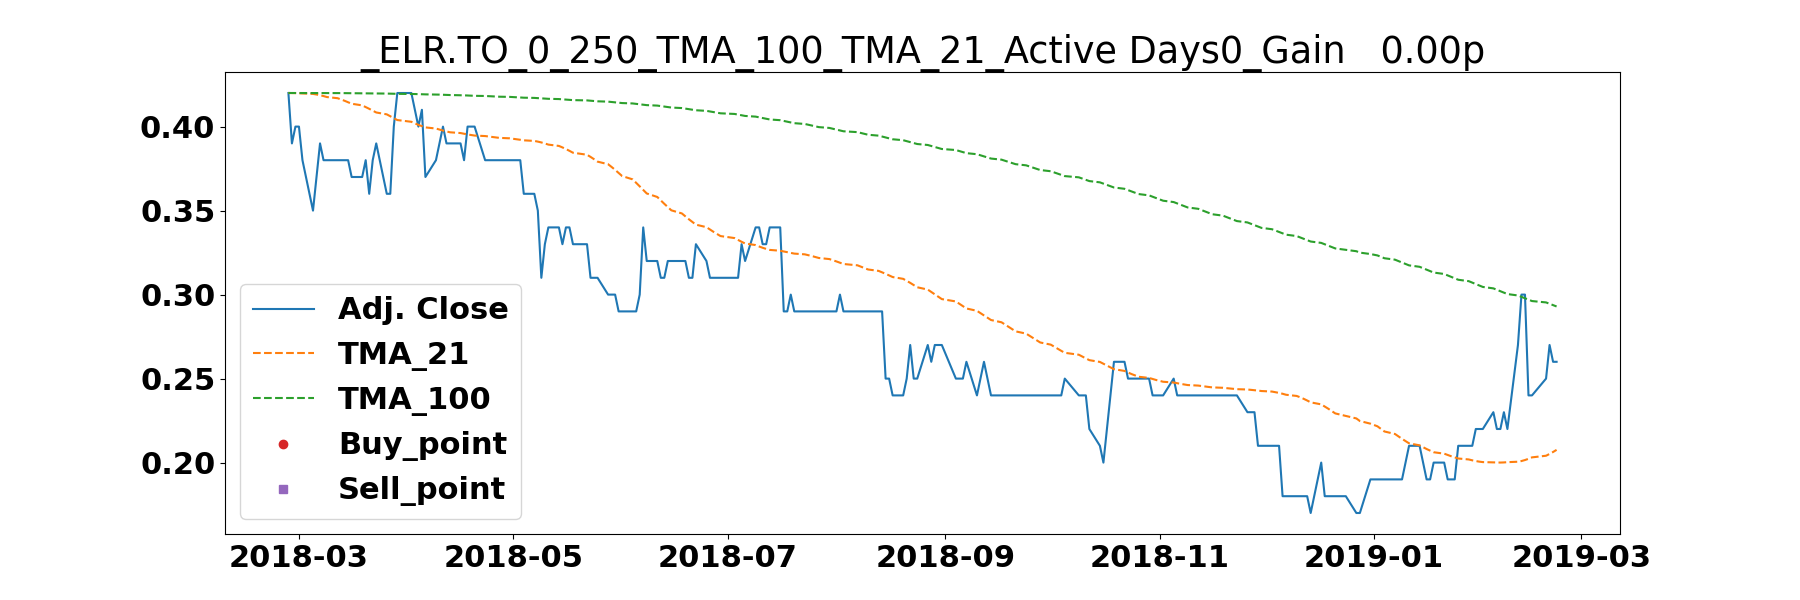 _ELR.TO_0_250_TMA_100_TMA_21_Active Days0_Gain   0.00p
0.40
0.35
0.30
0.25
0.20
Adj. Close
TMA_21
TMA_100
Buy_point
Sell_point
2018-03 2018-05 2018-07 2018-09 2018-11 2019-01 2019-03